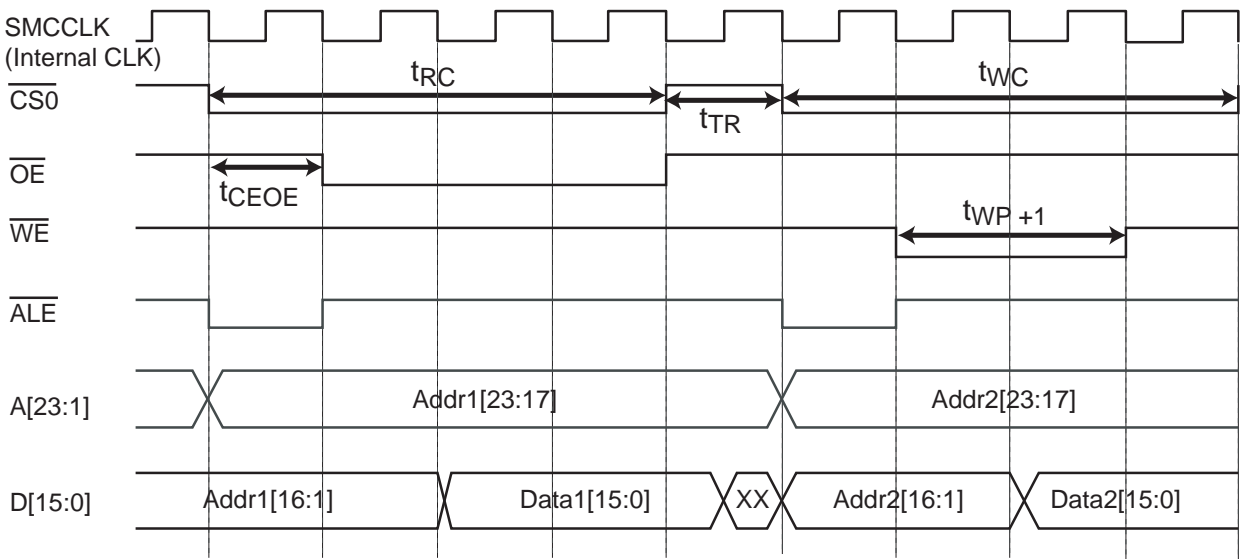 SMCCLK
(Internal CLK)
CS0
tRC
tWC
tTR
OE
tCEOE
WE
tWP +1
ALE
A[23:1]
Addr1[23:17]
Addr2[23:17]
D[15:0]
Addr1[16:1]
Data1[15:0]
XX
Addr2[16:1]
Data2[15:0]